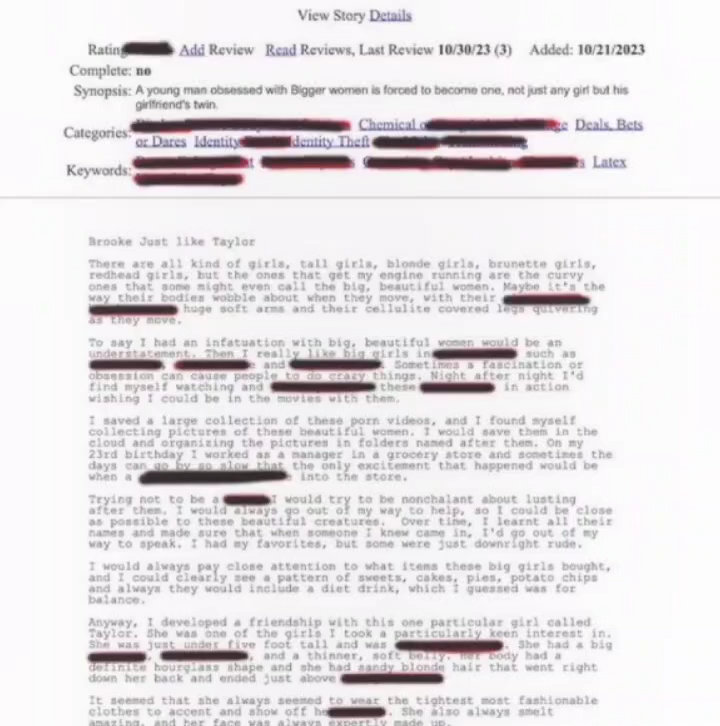 View Story Details
Rating Add Review Read Reviews, Last Review 10/30/23 (3) Added: 10/21/2023
Complete: no
Synopsis: A young man obsessed with Bigger women is forced to become one, not just any girl but his
girlfriend's twin.
Categories: Chemical Deals, Bets
or Dares Identity Identity Theft
Keywords: Latex
Brooke Just like Taylor
There are all kind of girls, tall girls, blonde girls, brunette girls,
redhead girls, but the ones that get my engine running are the curvy
ones that some might even call the big, beautiful women. Maybe it's the
way their bodies wobble about when they move, with their
huge soft arms and their cellulite covered legs quivering
as they move.
To say I had an infatuation with big, beautiful women would be an
understatement. Then I really like big girls in such as
and Sometimes a fascination or
obsession can cause people to do crazy things. Night after night I'd
find myself watching and these in action
wishing I could be in the movies with them.
I saved a large collection of these porn videos, and I found myself
collecting pictures of these beautiful women. I would save them in the
cloud and organizing the pictures in folders named after them. On my
23rd birthday I worked as a manager in a grocery store and sometimes the
days can go by so slow that the only excitement that happened would be
when a into the store.
Trying not to be a I would try to be nonchalant about lusting
after them. I would always go out of my way to help, so I could be close
as possible to these beautiful creatures. Over time, I learnt all their
names and made sure that when someone I knew came in, I'd go out of my
way to speak. I had my favorites, but some were just downright rude.
I would always pay close attention to what items these big girls bought,
and I could clearly see a pattern of sweets, cakes, pies, potato chips
and always they would include a diet drink, which I guessed was for
balance.
Anyway, I developed a friendship with this one particular girl called
Taylor. She was one of the girls I took a particularly keen interest in.
She was just under five foot tall and was . She had a big
, and a thinner, soft belly. Her body had a
definite hourglass shape and she had sandy blonde hair that went right
down her back and ended just above
It seemed that she always seemed to wear the tightest most fashionable
clothes to accent and show off her . She also always smelt
amazing, and her face was always expertly made up.